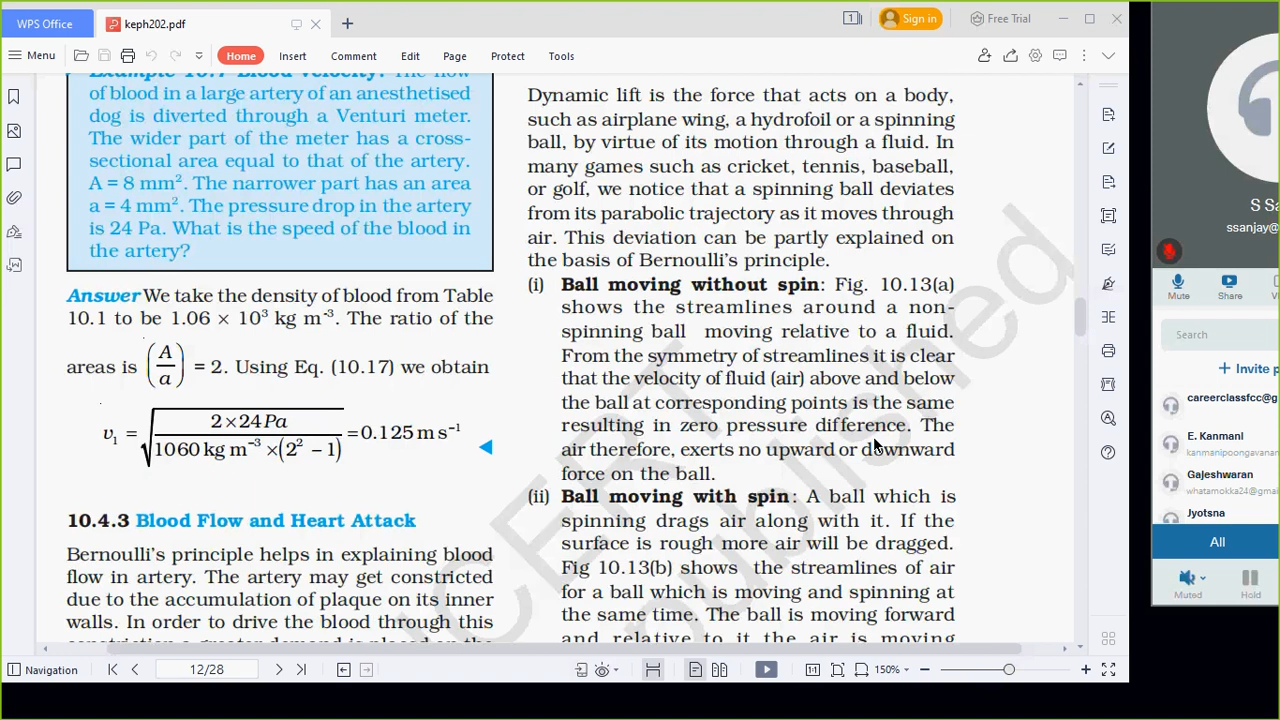 WPS Office
keph202.pdf
Sign in
Free Trial
Menu
Home
Insert
Comment
Edit
Page
Protect
Tools
of blood in a large artery of an anesthetised
dog is diverted through a Venturi meter.
The wider part of the meter has a cross-
sectional area equal to that of the artery.
A = 8 mm². The narrower part has an area
a = 4 mm². The pressure drop in the artery
is 24 Pa. What is the speed of the blood in
the artery?
Answer We take the density of blood from Table
10.1 to be 1.06 × 10³ kg m⁻³. The ratio of the
areas is (A/a) = 2. Using Eq. (10.17) we obtain
v₁ = √(2×24Pa / 1060 kg m⁻³ ×(2² – 1)) = 0.125 m s⁻¹
10.4.3 Blood Flow and Heart Attack
Bernoulli's principle helps in explaining blood
flow in artery. The artery may get constricted
due to the accumulation of plaque on its inner
walls. In order to drive the blood through this
Dynamic lift is the force that acts on a body,
such as airplane wing, a hydrofoil or a spinning
ball, by virtue of its motion through a fluid. In
many games such as cricket, tennis, baseball,
or golf, we notice that a spinning ball deviates
from its parabolic trajectory as it moves through
air. This deviation can be partly explained on
the basis of Bernoulli's principle.
(i) Ball moving without spin: Fig. 10.13(a)
shows the streamlines around a non-
spinning ball moving relative to a fluid.
From the symmetry of streamlines it is clear
that the velocity of fluid (air) above and below
the ball at corresponding points is the same
resulting in zero pressure difference. The
air therefore, exerts no upward or downward
force on the ball.
(ii) Ball moving with spin: A ball which is
spinning drags air along with it. If the
surface is rough more air will be dragged.
Fig 10.13(b) shows the streamlines of air
for a ball which is moving and spinning at
the same time. The ball is moving forward
and relative to it the air is moving
NCERT
published
Navigation
12/28
150%
S Sa
ssanjay@
Mute
Share
Search
Invite p
careerclassfcc@g
E. Kanmani
kanmanipoongavanan
Gajeshwaran
whatamokka24@gmai
Jyotsna
All
Muted
Hold